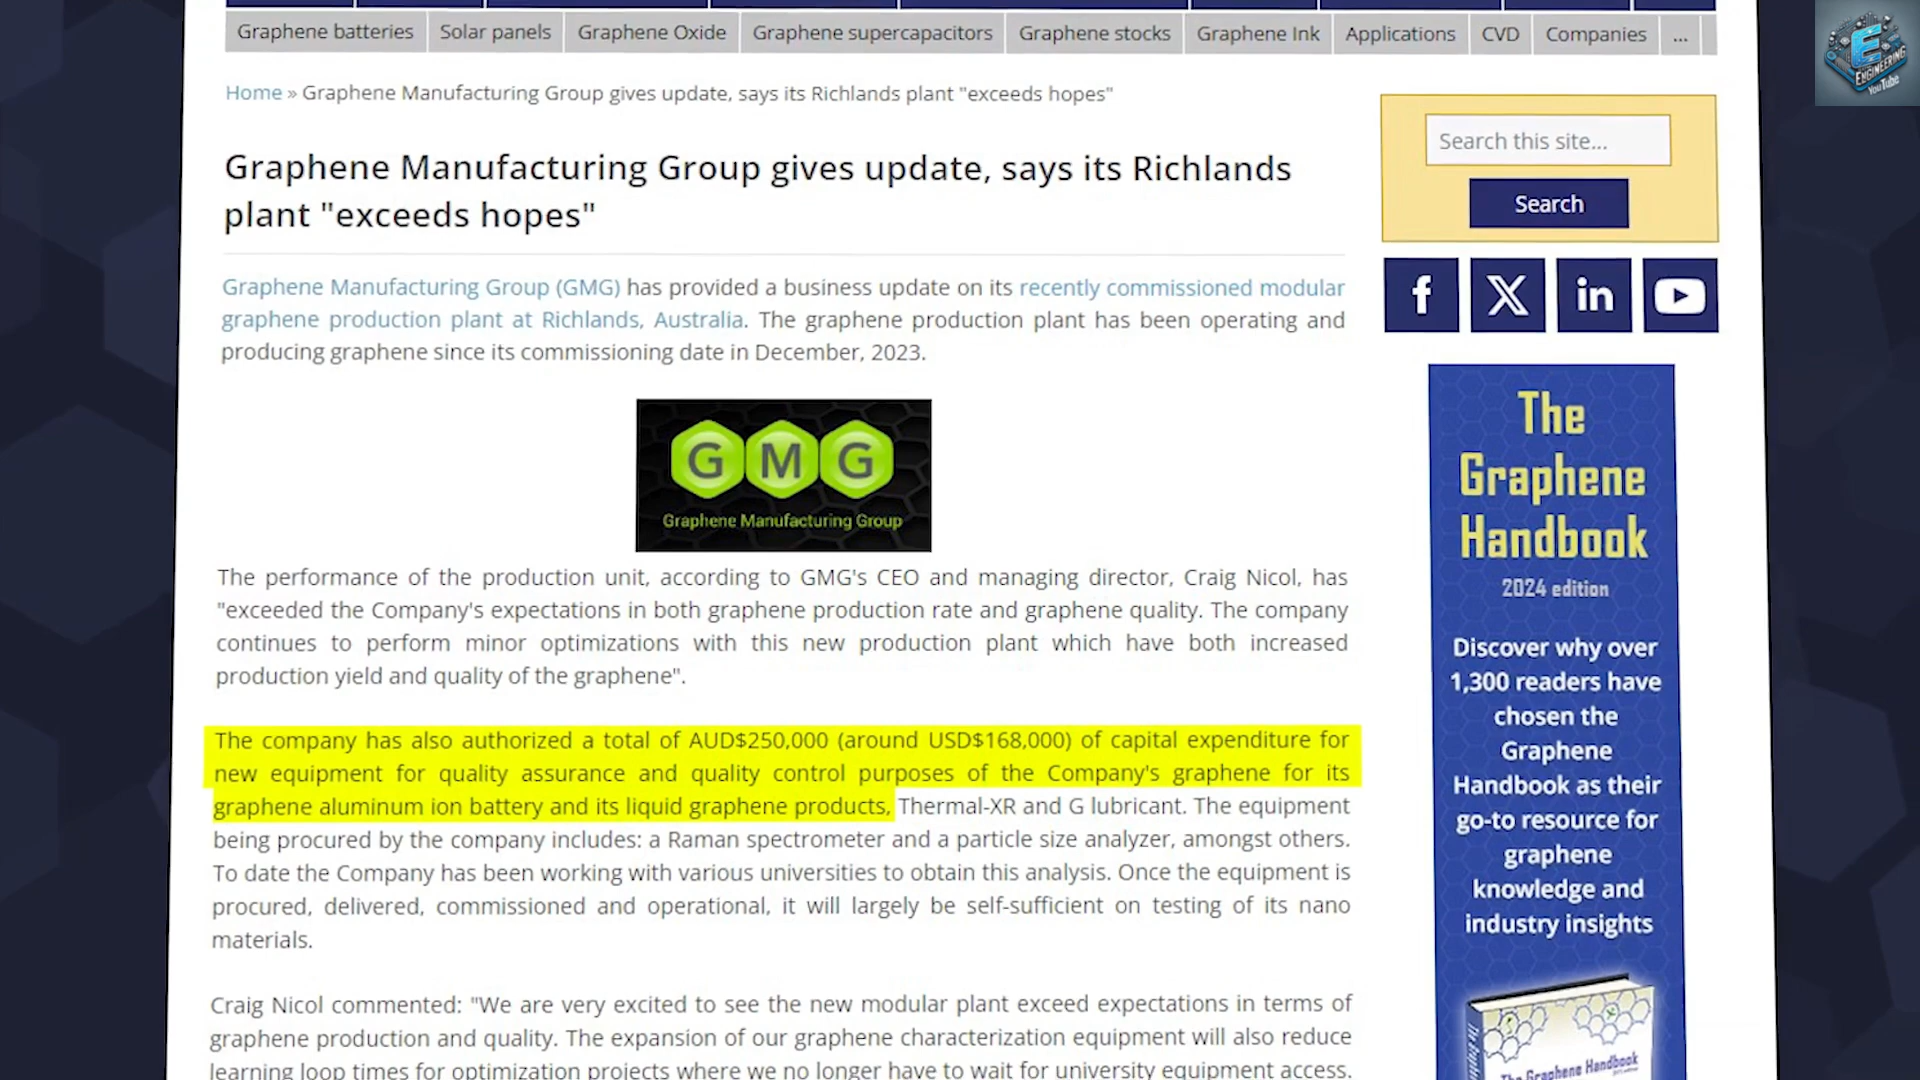 Graphene batteries
Solar panels
Graphene Oxide
Graphene supercapacitors
Graphene stocks
Graphene Ink
Applications
CVD
Companies
...
E
ENGINEERING
YouTube
Home » Graphene Manufacturing Group gives update, says its Richlands plant "exceeds hopes"
Graphene Manufacturing Group gives update, says its Richlands
plant "exceeds hopes"
Graphene Manufacturing Group (GMG) has provided a business update on its recently commissioned modular
graphene production plant at Richlands, Australia. The graphene production plant has been operating and
producing graphene since its commissioning date in December, 2023.
GMG
Graphene Manufacturing Group
The performance of the production unit, according to GMG's CEO and managing director, Craig Nicol, has
"exceeded the Company's expectations in both graphene production rate and graphene quality. The company
continues to perform minor optimizations with this new production plant which have both increased
production yield and quality of the graphene".
The company has also authorized a total of AUD$250,000 (around USD$168,000) of capital expenditure for
new equipment for quality assurance and quality control purposes of the Company's graphene for its
graphene aluminum ion battery and its liquid graphene products, Thermal-XR and G lubricant. The equipment
being procured by the company includes: a Raman spectrometer and a particle size analyzer, amongst others.
To date the Company has been working with various universities to obtain this analysis. Once the equipment is
procured, delivered, commissioned and operational, it will largely be self-sufficient on testing of its nano
materials.
Craig Nicol commented: "We are very excited to see the new modular plant exceed expectations in terms of
graphene production and quality. The expansion of our graphene characterization equipment will also reduce
learning loop times for optimization projects where we no longer have to wait for university equipment access.
Search this site...
Search
f
X
in
The
Graphene
Handbook
2024 edition
Discover why over
1,300 readers have
chosen the
Graphene
Handbook as their
go-to resource for
graphene
knowledge and
industry insights
The Graphene Handbook